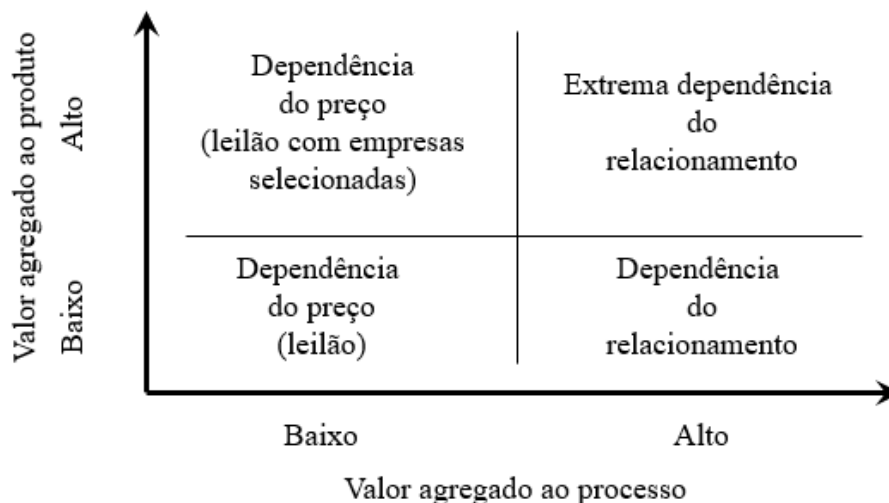 Valor agregado ao produto
Alto
Baixo
Dependência
do preço
(leilão com empresas
selecionadas)
Extrema dependência
do
relacionamento
Dependência
do preço
(leilão)
Dependência
do
relacionamento
Baixo
Alto
Valor agregado ao processo